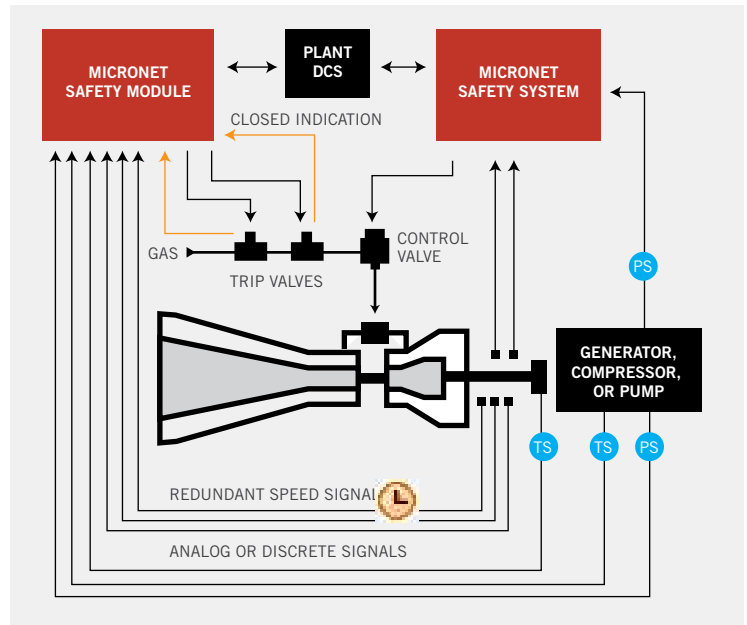 MICRONET
SAFETY MODULE
PLANT
DCS
MICRONET
SAFETY SYSTEM
CLOSED INDICATION
GAS
TRIP VALVES
CONTROL
VALVE
PS
GENERATOR,
COMPRESSOR,
OR PUMP
TS
TS
PS
REDUNDANT SPEED SIGNAL
ANALOG OR DISCRETE SIGNALS